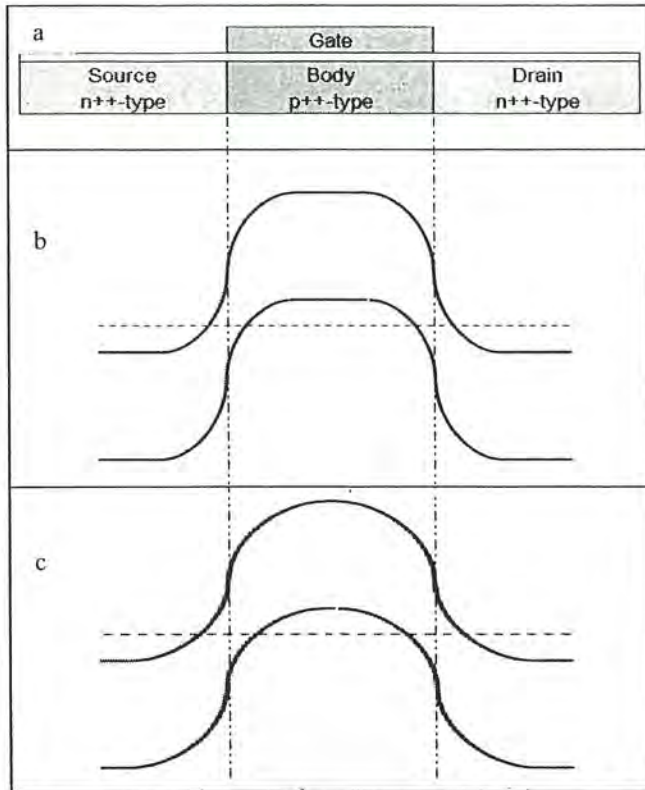 a
Gate
Source Body Drain
n++-type p++-type n++-type
b
c